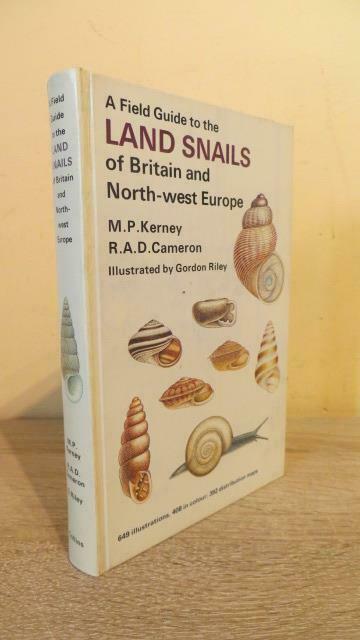 A Field Guide to the
LAND SNAILS
of Britain and
North-west Europe
M.P.Kerney
R.A.D.Cameron
Illustrated by Gordon Riley
649 illustrations. 408 in colour. 392 distribution maps
A Field
Guide
to the
LAND
SNAILS
of Britain
and
North-
west
Europe
M.P.
Kerney
Cameron
Riley